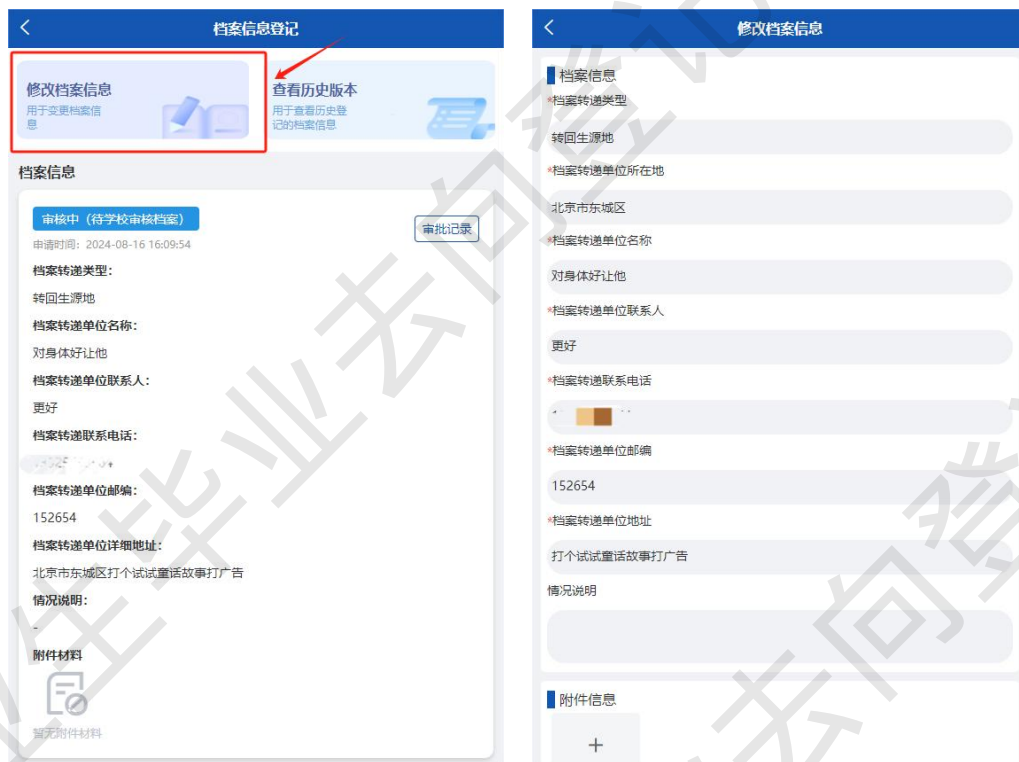 档案信息登记
修改档案信息
用于变更档案信
息
查看历史版本
用于查看历史登
记的档案信息
档案信息
审核中（待学校审核档案）
审批记录
申请时间：2024-08-16 16:09:54
档案转递类型：
转回生源地
档案转递单位名称：
对身体好让他
档案转递单位联系人：
更好
档案转递联系电话：
档案转递单位邮编：
152654
档案转递单位详细地址：
北京市东城区打个试试童话故事打广告
情况说明：
-
附件材料
暂无附件材料
修改档案信息
档案信息
*档案转递类型
转回生源地
*档案转递单位所在地
北京市东城区
*档案转递单位名称
对身体好让他
*档案转递单位联系人
更好
*档案转递联系电话
*档案转递单位邮编
152654
*档案转递单位地址
打个试试童话故事打广告
情况说明
附件信息
+